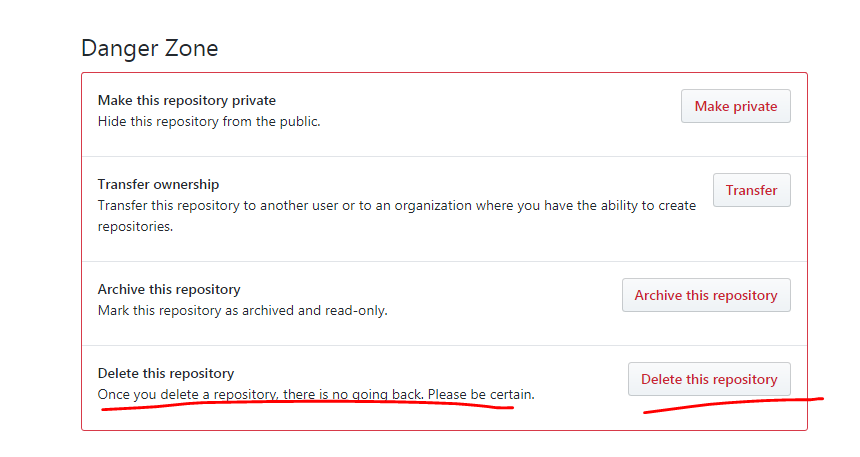 Danger Zone
Make this repository private
Hide this repository from the public.
Make private
Transfer ownership
Transfer this repository to another user or to an organization where you have the ability to create
repositories.
Transfer
Archive this repository
Mark this repository as archived and read-only.
Archive this repository
Delete this repository
Once you delete a repository, there is no going back. Please be certain.
Delete this repository